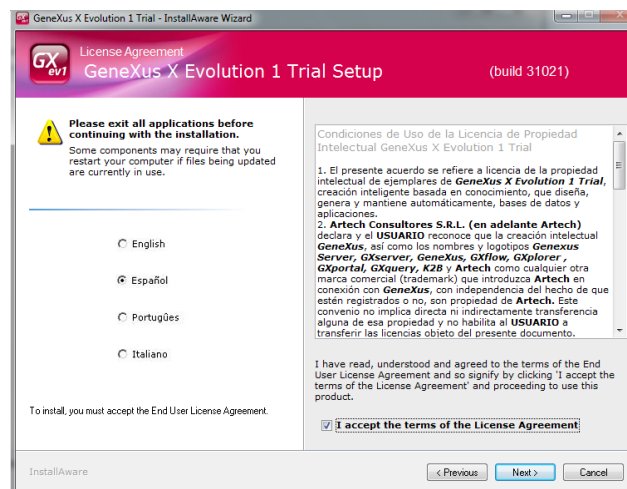 GeneXus X Evolution 1 Trial - InstallAware Wizard
GX
ev1
License Agreement
GeneXus X Evolution 1 Trial Setup
(build 31021)
Please exit all applications before
continuing with the installation.
Some components may require that you
restart your computer if files being updated
are currently in use.
English
Español
Portugûes
Italiano
To install, you must accept the End User License Agreement.
Condiciones de Uso de la Licencia de Propiedad
Intelectual GeneXus X Evolution 1 Trial
1. El presente acuerdo se refiere a licencia de la propiedad
intelectual de ejemplares de GeneXus X Evolution 1 Trial,
creación inteligente basada en conocimiento, que diseña,
genera y mantiene automáticamente, bases de datos y
aplicaciones.
2. Artech Consultores S.R.L. (en adelante Artech)
declara y el USUARIO reconoce que la creación intelectual
GeneXus, así como los nombres y logotipos Genexus
Server, GXserver, GeneXus, GXflow, GXplorer ,
GXportal, GXquery, K2B y Artech como cualquier otra
marca comercial (trademark) que introduzca Artech en
conexión con GeneXus, con independencia del hecho de que
estén registrados o no, son propiedad de Artech. Este
convenio no implica directa ni indirectamente transferencia
alguna de esa propiedad y no habilita al USUARIO a
transferir las licencias objeto del presente documento.
I have read, understood and agreed to the terms of the End
User License Agreement and so signify by clicking 'I accept the
terms of the License Agreement' and proceeding to use this
product.
I accept the terms of the License Agreement
InstallAware
< Previous
Next >
Cancel